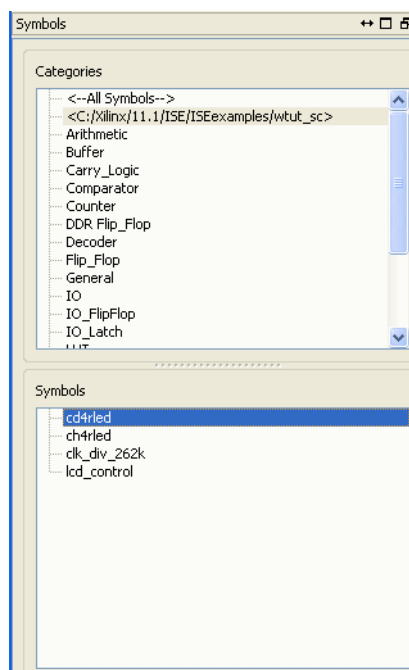 Symbols
Categories
<--All Symbols-->
<C:/Xilinx/11.1/ISE/ISEexamples/wtut_sc>
Arithmetic
Buffer
Carry_Logic
Comparator
Counter
DDR Flip_Flop
Decoder
Flip_Flop
General
IO
IO_FlipFlop
IO_Latch
LUT
Symbols
cd4rled
ch4rled
clk_div_262k
lcd_control